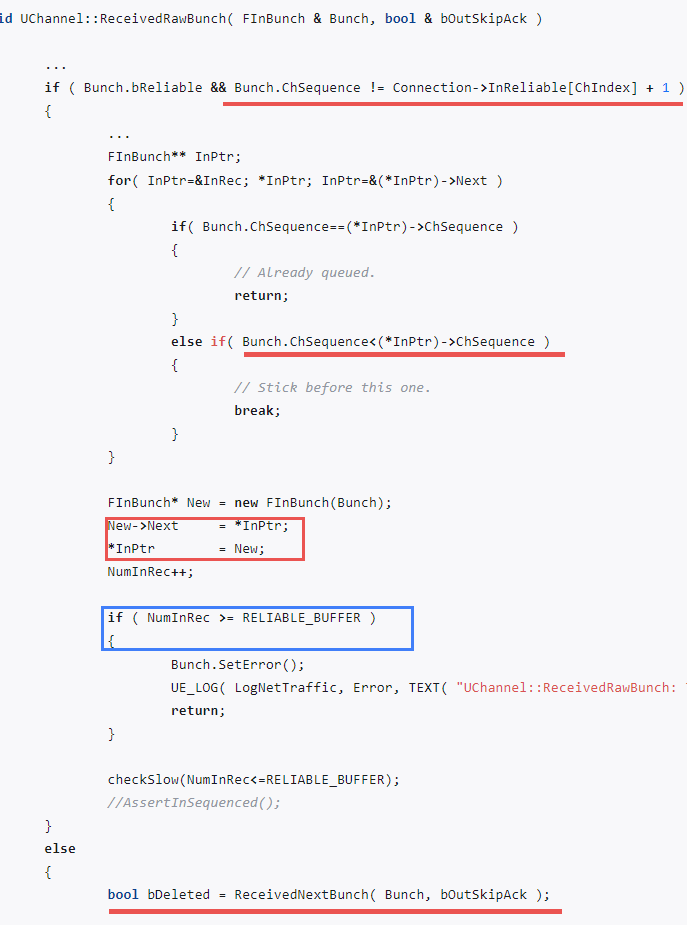 id UChannel::ReceivedRawBunch( FInBunch & Bunch, bool & bOutSkipAck )
...
if ( Bunch.bReliable && Bunch.ChSequence != Connection->InReliable[ChIndex] + 1 )
{
...
FInBunch** InPtr;
for( InPtr=&InRec; *InPtr; InPtr=&(*InPtr)->Next )
{
if( Bunch.ChSequence==(*InPtr)->ChSequence )
{
// Already queued.
return;
}
else if( Bunch.ChSequence<(*InPtr)->ChSequence )
{
// Stick before this one.
break;
}
}
FInBunch* New = new FInBunch(Bunch);
New->Next     = *InPtr;
*InPtr        = New;
NumInRec++;
if ( NumInRec >= RELIABLE_BUFFER )
{
Bunch.SetError();
UE_LOG( LogNetTraffic, Error, TEXT( "UChannel::ReceivedRawBunch:
return;
}
checkSlow(NumInRec<=RELIABLE_BUFFER);
//AssertInSequenced();
}
else
{
bool bDeleted = ReceivedNextBunch( Bunch, bOutSkipAck );